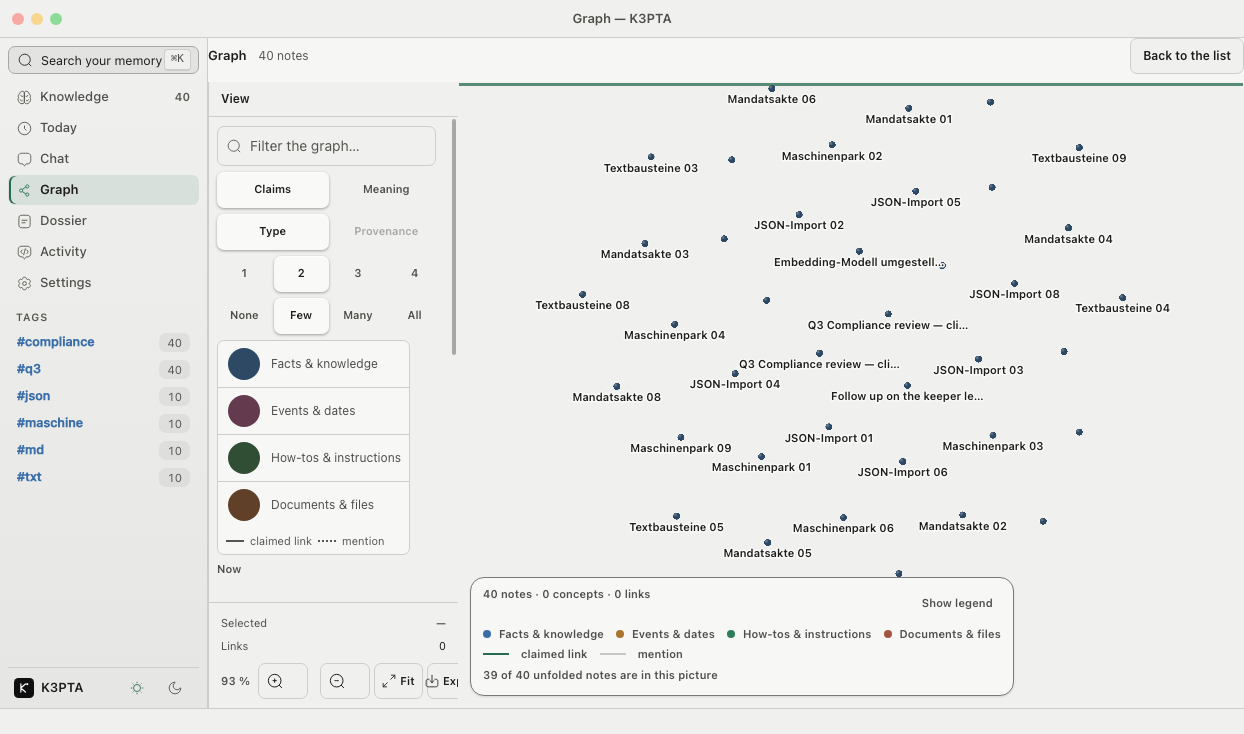 Graph — K3PTA
Search your memory ⌘K
Knowledge 40
Today
Chat
Graph
Dossier
Activity
Settings
TAGS
#compliance 40
#q3 40
#json 10
#maschine 10
#md 10
#txt 10
K3PTA
Graph 40 notes
Back to the list
View
Filter the graph...
Claims Meaning
Type Provenance
1 2 3 4
None Few Many All
Facts & knowledge
Events & dates
How-tos & instructions
Documents & files
claimed link mention
Now
Selected —
Links 0
93 % Fit Exp
Mandatsakte 06
Mandatsakte 01
Maschinenpark 02
Textbausteine 09
Textbausteine 03
JSON-Import 05
JSON-Import 02
Mandatsakte 04
Mandatsakte 03
Embedding-Modell umgestell...
JSON-Import 08
Textbausteine 08
Textbausteine 04
Q3 Compliance review — cli...
Maschinenpark 04
Q3 Compliance review — cli...
JSON-Import 03
JSON-Import 04
Mandatsakte 08
Follow up on the keeper le...
JSON-Import 01
Maschinenpark 09
Maschinenpark 03
Maschinenpark 01
JSON-Import 06
Textbausteine 05
Maschinenpark 06
Mandatsakte 02
Mandatsakte 05
40 notes · 0 concepts · 0 links
Show legend
Facts & knowledge Events & dates How-tos & instructions Documents & files
claimed link mention
39 of 40 unfolded notes are in this picture